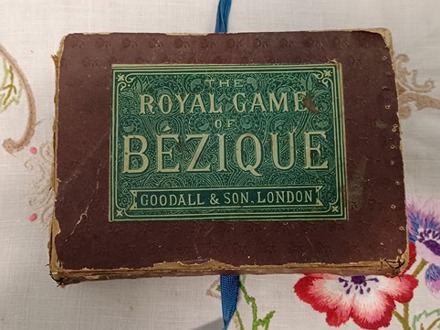 THE
ROYAL GAME
OF
BÉZIQUE
GOODALL & SON, LONDON